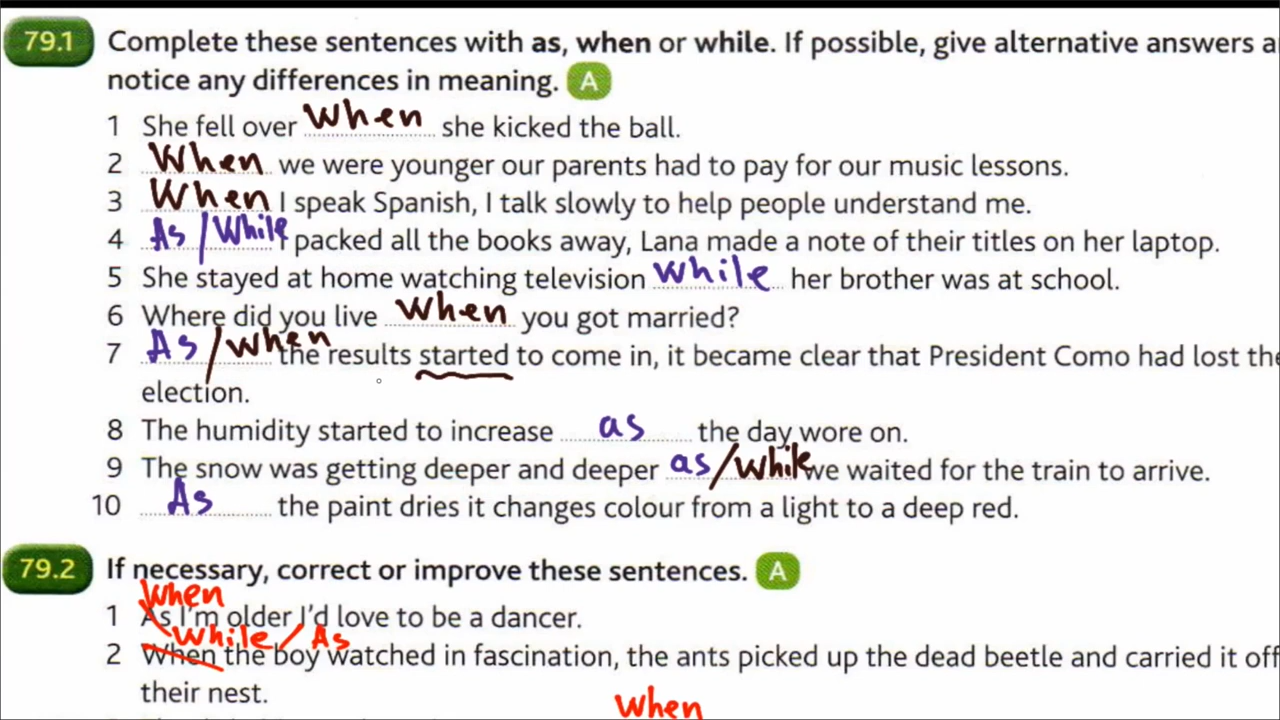 79.1 Complete these sentences with as, when or while. If possible, give alternative answers a
notice any differences in meaning. A
1 She fell over when she kicked the ball.
2 When we were younger our parents had to pay for our music lessons.
3 When I speak Spanish, I talk slowly to help people understand me.
4 As / While I packed all the books away, Lana made a note of their titles on her laptop.
5 She stayed at home watching television while her brother was at school.
6 Where did you live when you got married?
7 As / when the results started to come in, it became clear that President Como had lost the
election.
8 The humidity started to increase as the day wore on.
9 The snow was getting deeper and deeper as / while we waited for the train to arrive.
10 As the paint dries it changes colour from a light to a deep red.
79.2 If necessary, correct or improve these sentences. A
When
1 As I'm older I'd love to be a dancer.
While / As
2 When the boy watched in fascination, the ants picked up the dead beetle and carried it off
their nest.
When